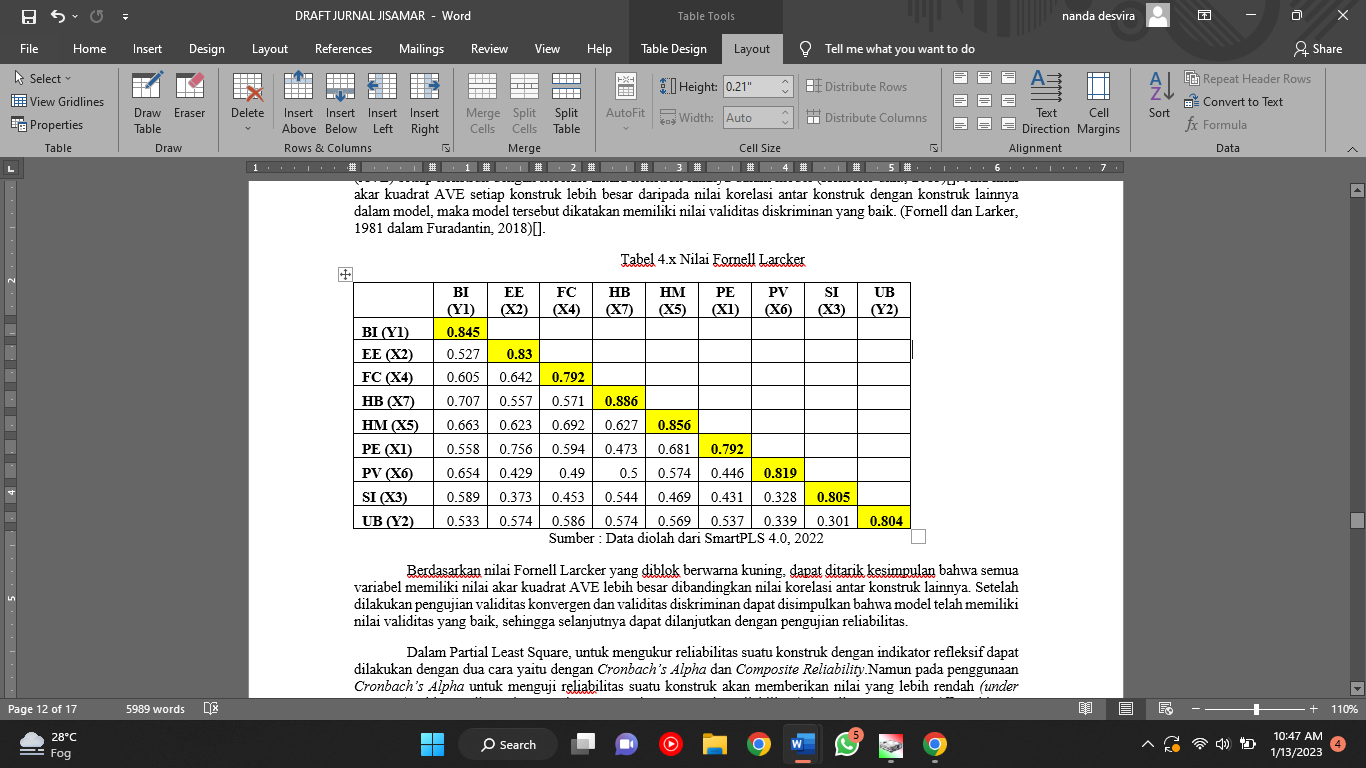 DRAFT JURNAL JISAMAR - Word
Table Tools
nanda desvira
File Home Insert Design Layout References Mailings Review View Help Table Design Layout Tell me what you want to do Share
Select
View Gridlines
Properties
Table
Draw Table
Eraser
Draw
Delete
Insert Above
Insert Below
Insert Left
Insert Right
Rows & Columns
Merge Cells
Split Cells
Split Table
Merge
AutoFit
Height: 0.21"
Width: Auto
Distribute Rows
Distribute Columns
Cell Size
Text Direction
Cell Margins
Alignment
Sort
Repeat Header Rows
Convert to Text
Formula
Data
L
1 1 2 3 4 5 6 7
akar kuadrat AVE setiap konstruk lebih besar daripada nilai korelasi antar konstruk dengan konstruk lainnya
dalam model, maka model tersebut dikatakan memiliki nilai validitas diskriminan yang baik. (Fornell dan Larker,
1981 dalam Furadantin, 2018)[].
Tabel 4.x Nilai Fornell Larcker
BI (Y1) EE (X2) FC (X4) HB (X7) HM (X5) PE (X1) PV (X6) SI (X3) UB (Y2)
BI (Y1) 0.845
EE (X2) 0.527 0.83
FC (X4) 0.605 0.642 0.792
HB (X7) 0.707 0.557 0.571 0.886
HM (X5) 0.663 0.623 0.692 0.627 0.856
PE (X1) 0.558 0.756 0.594 0.473 0.681 0.792
PV (X6) 0.654 0.429 0.49 0.5 0.574 0.446 0.819
SI (X3) 0.589 0.373 0.453 0.544 0.469 0.431 0.328 0.805
UB (Y2) 0.533 0.574 0.586 0.574 0.569 0.537 0.339 0.301 0.804
Sumber : Data diolah dari SmartPLS 4.0, 2022
Berdasarkan nilai Fornell Larcker yang diblok berwarna kuning, dapat ditarik kesimpulan bahwa semua
variabel memiliki nilai akar kuadrat AVE lebih besar dibandingkan nilai korelasi antar konstruk lainnya. Setelah
dilakukan pengujian validitas konvergen dan validitas diskriminan dapat disimpulkan bahwa model telah memiliki
nilai validitas yang baik, sehingga selanjutnya dapat dilanjutkan dengan pengujian reliabilitas.
Dalam Partial Least Square, untuk mengukur reliabilitas suatu konstruk dengan indikator refleksif dapat
dilakukan dengan dua cara yaitu dengan Cronbach’s Alpha dan Composite Reliability.Namun pada penggunaan
Cronbach’s Alpha untuk menguji reliabilitas suatu konstruk akan memberikan nilai yang lebih rendah (under
2
4
5
Page 12 of 17 5989 words 110%
28°C
Fog
Search
5
10:47 AM
1/13/2023
4